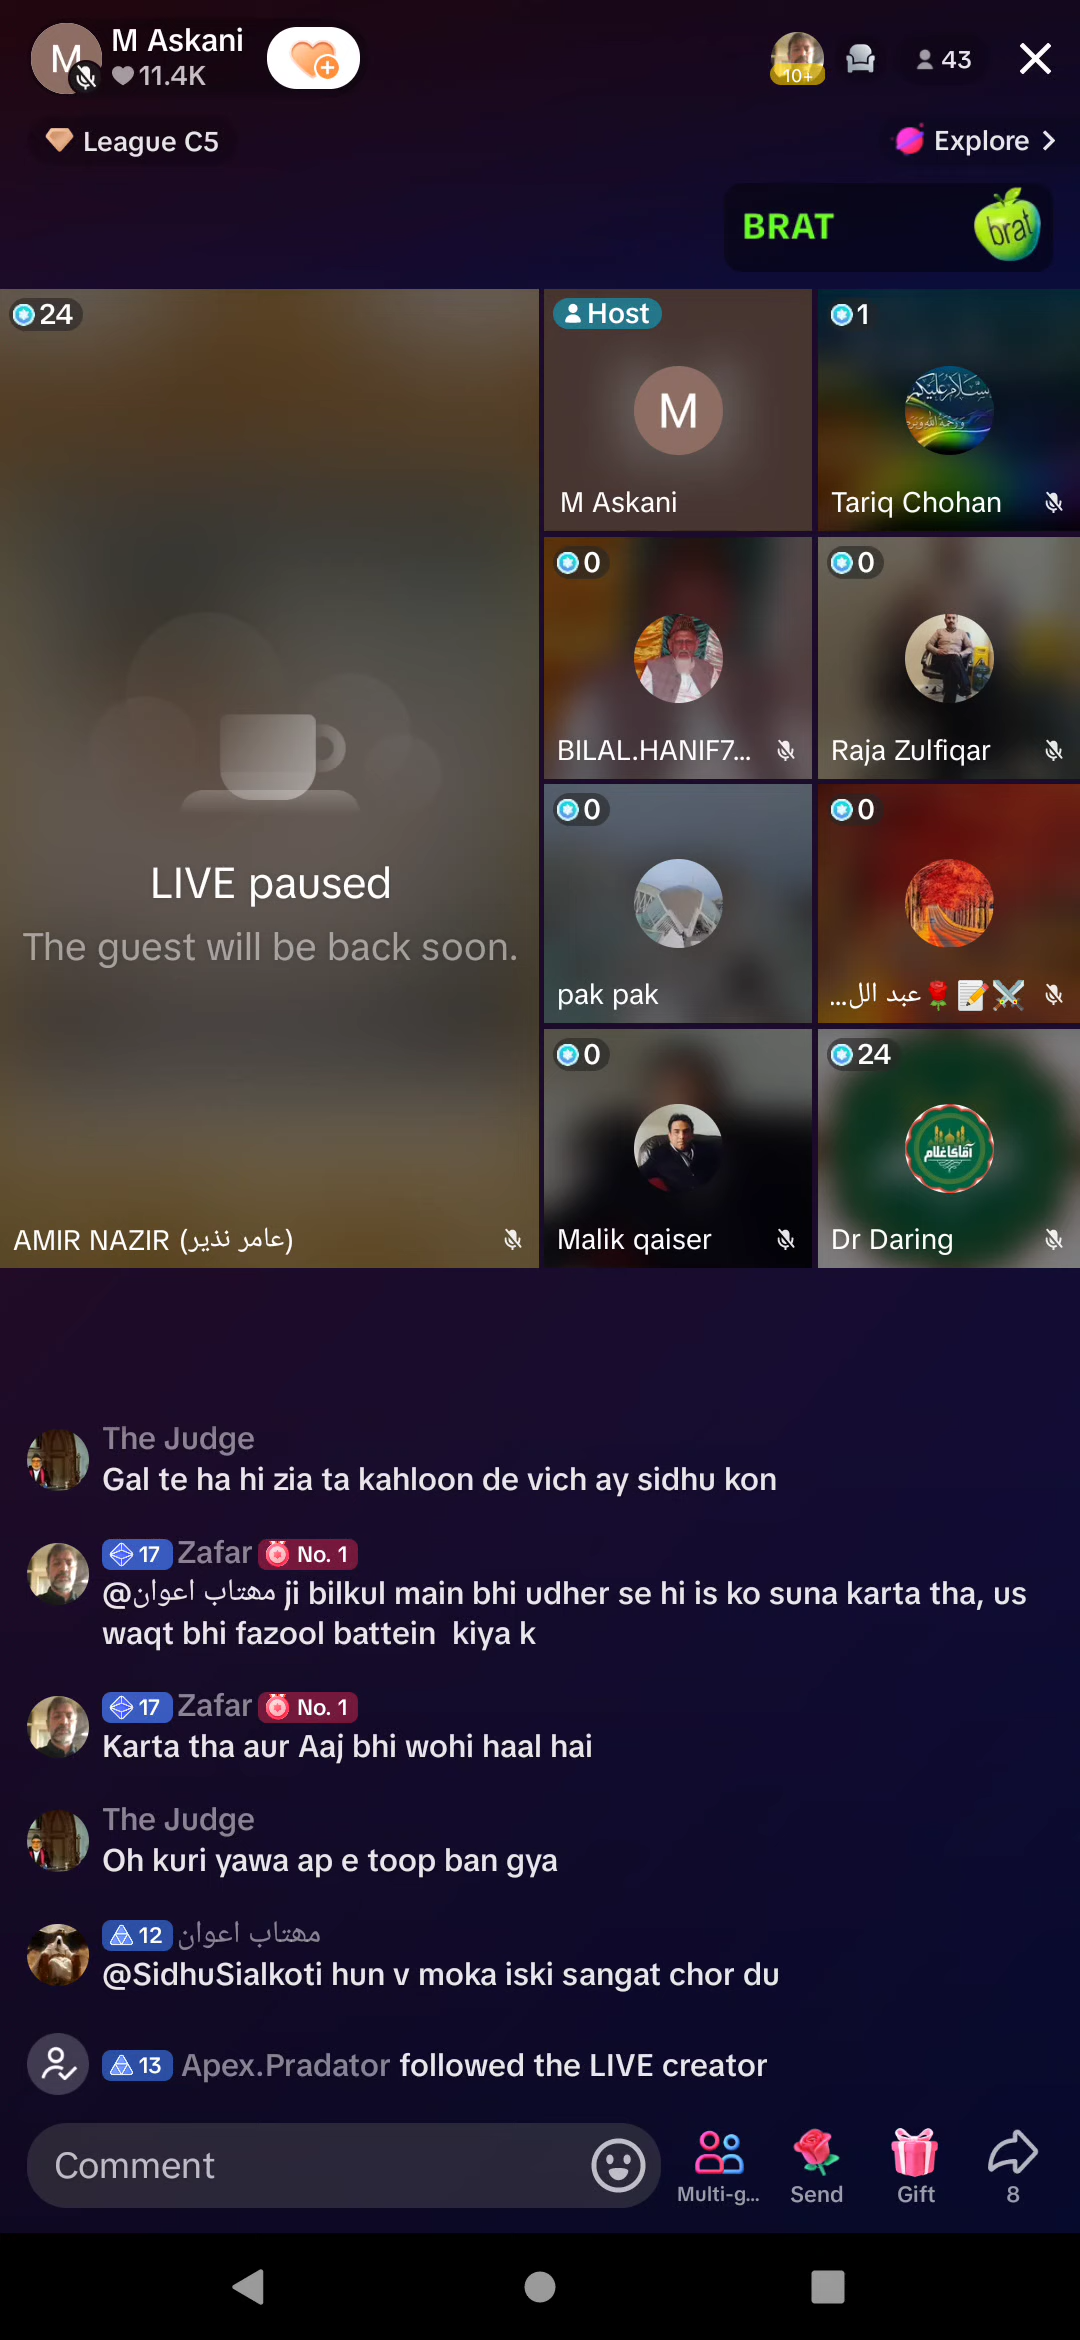 M
M Askani
11.4K
10+
43
League C5
Explore
BRAT
brat
24
LIVE paused
The guest will be back soon.
AMIR NAZIR (عامر نذیر)
Host
M
M Askani
1
Tariq Chohan
0
BILAL.HANIF7...
0
Raja Zulfiqar
0
pak pak
0
عبد الل...
0
Malik qaiser
24
آقا کا غلام
Dr Daring
The Judge
Gal te ha hi zia ta kahloon de vich ay sidhu kon
17 Zafar No. 1
@مهتاب اعوان ji bilkul main bhi udher se hi is ko suna karta tha, us
waqt bhi fazool battein kiya k
17 Zafar No. 1
Karta tha aur Aaj bhi wohi haal hai
The Judge
Oh kuri yawa ap e toop ban gya
12 مهتاب اعوان
@SidhuSialkoti hun v moka iski sangat chor du
13 Apex.Pradator followed the LIVE creator
Comment
Multi-g...
Send
Gift
8